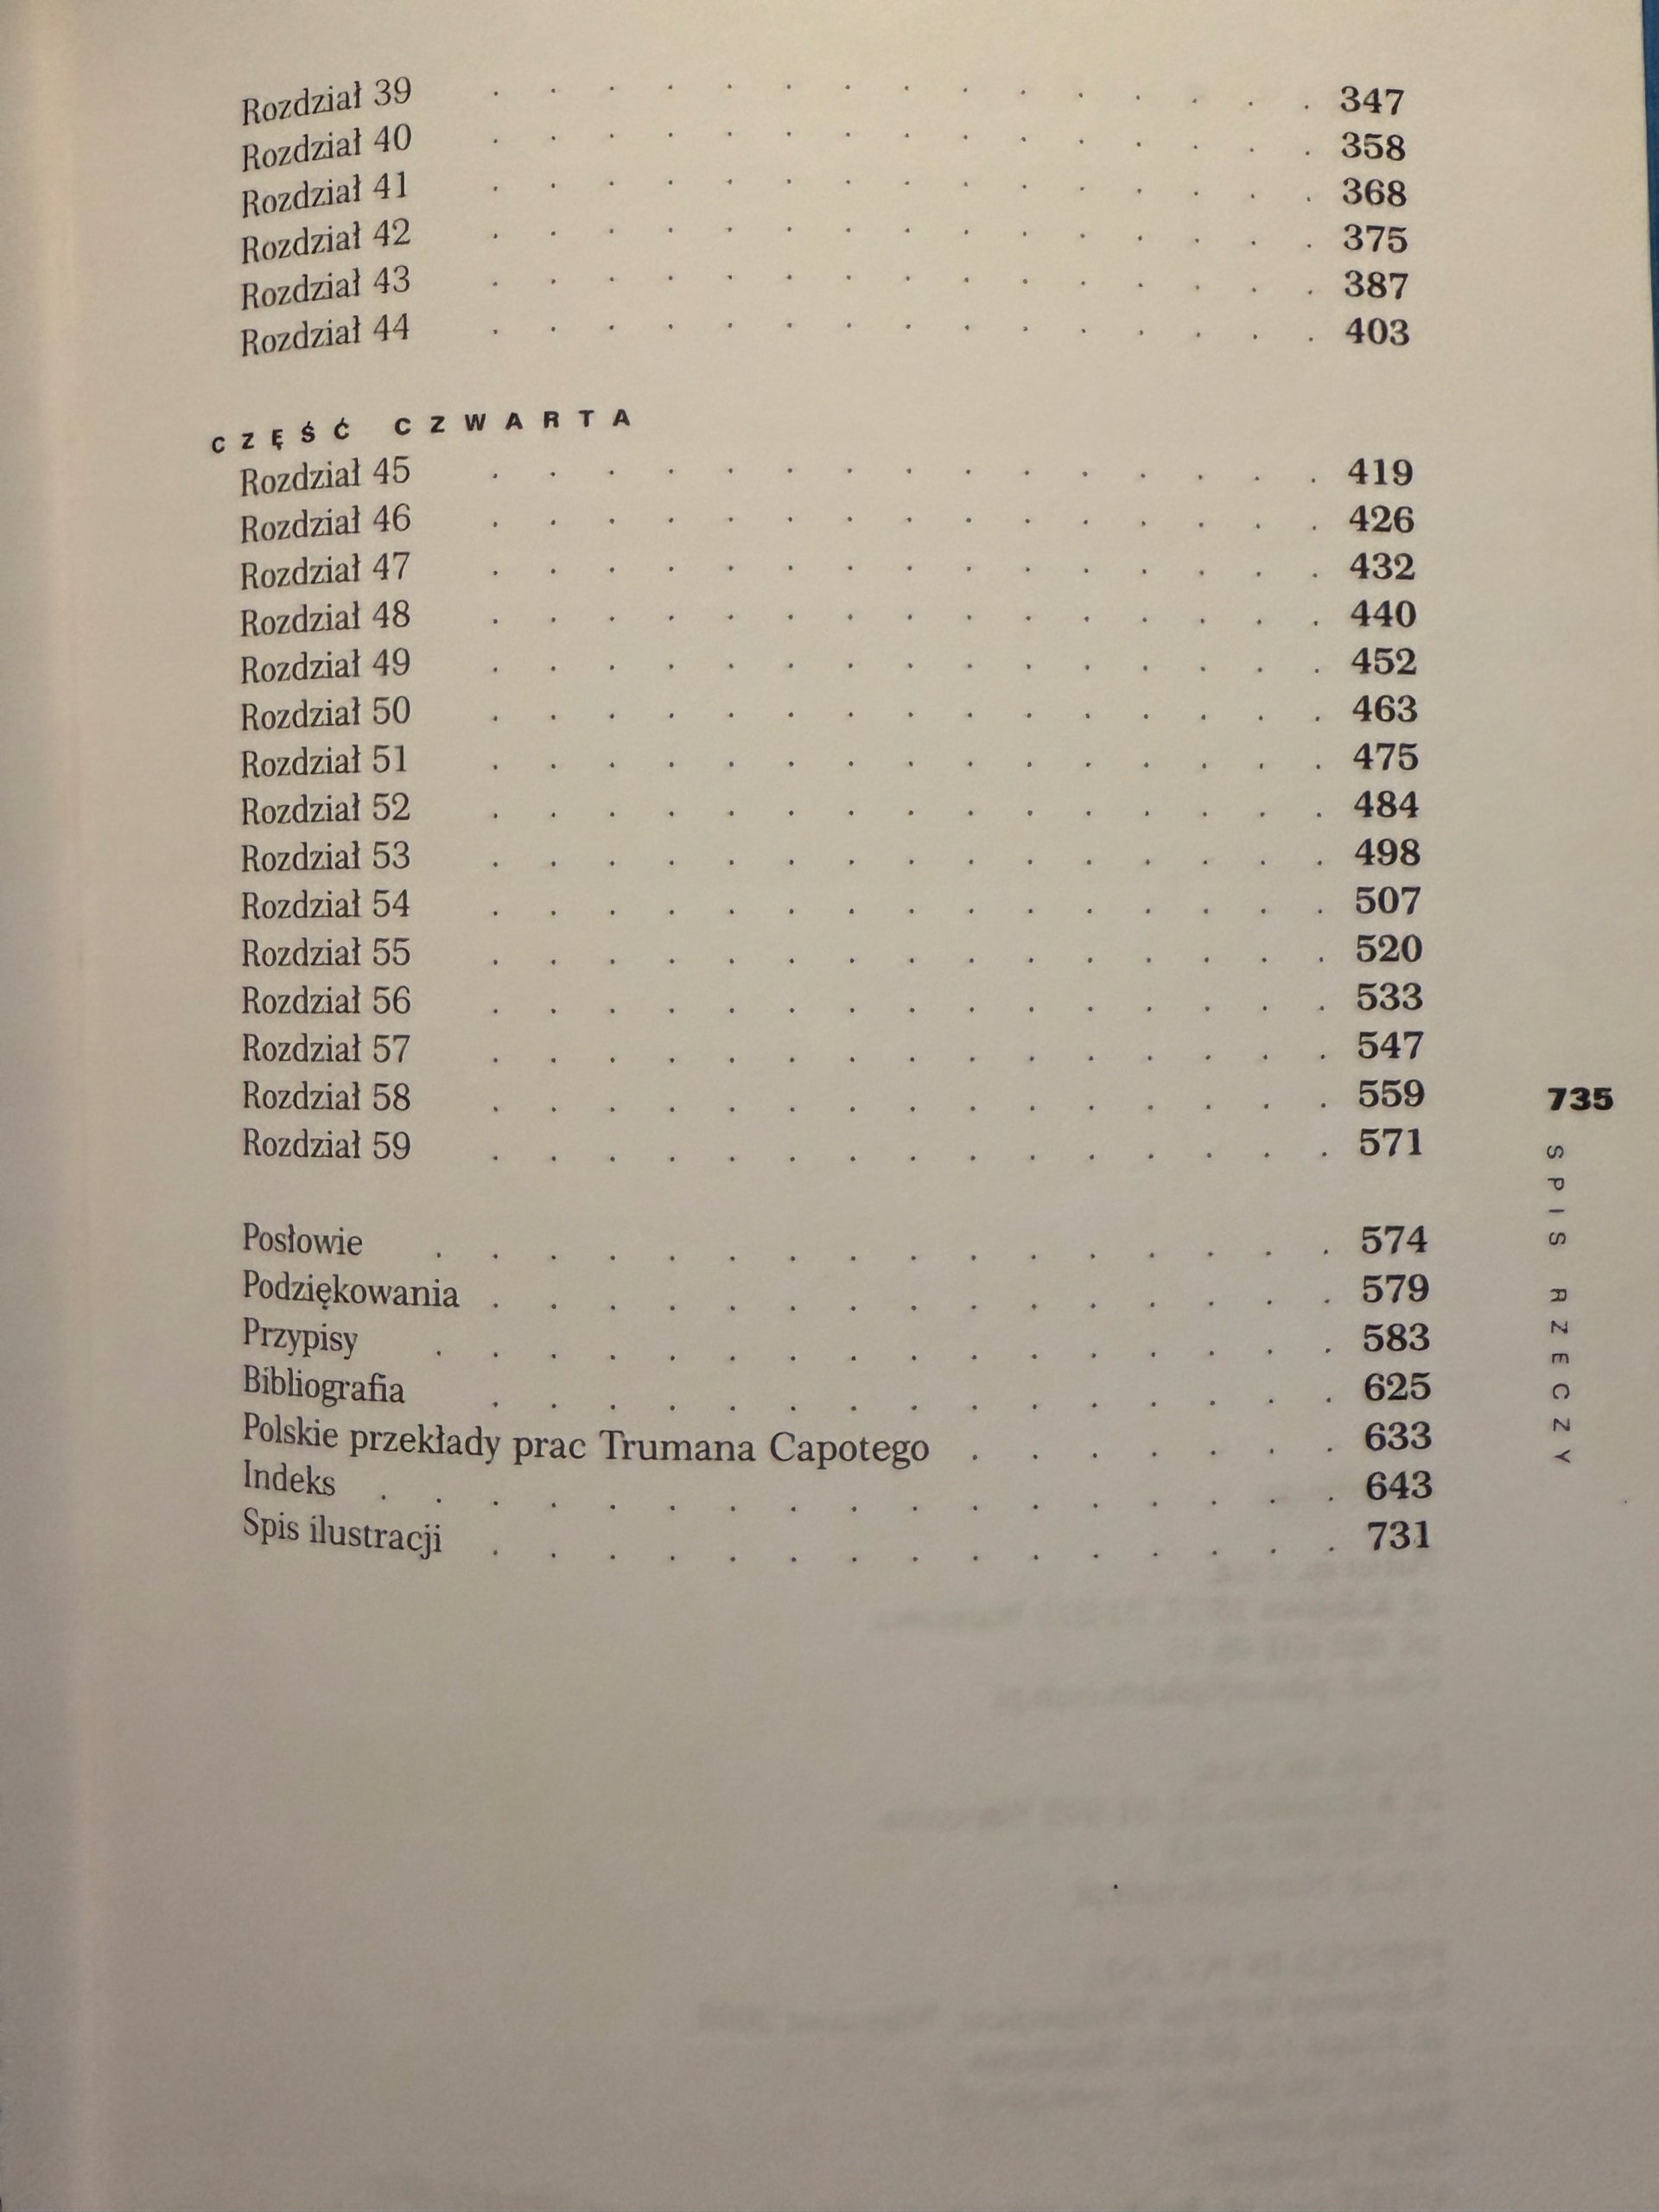 Rozdział 39 . . . . . . . . . . . . . . . 347
Rozdział 40 . . . . . . . . . . . . . . . 358
Rozdział 41 . . . . . . . . . . . . . . . 368
Rozdział 42 . . . . . . . . . . . . . . . 375
Rozdział 43 . . . . . . . . . . . . . . . 387
Rozdział 44 . . . . . . . . . . . . . . . 403
CZĘŚĆ CZWARTA
Rozdział 45 . . . . . . . . . . . . . . . 419
Rozdział 46 . . . . . . . . . . . . . . . 426
Rozdział 47 . . . . . . . . . . . . . . . 432
Rozdział 48 . . . . . . . . . . . . . . . 440
Rozdział 49 . . . . . . . . . . . . . . . 452
Rozdział 50 . . . . . . . . . . . . . . . 463
Rozdział 51 . . . . . . . . . . . . . . . 475
Rozdział 52 . . . . . . . . . . . . . . . 484
Rozdział 53 . . . . . . . . . . . . . . . 498
Rozdział 54 . . . . . . . . . . . . . . . 507
Rozdział 55 . . . . . . . . . . . . . . . 520
Rozdział 56 . . . . . . . . . . . . . . . 533
Rozdział 57 . . . . . . . . . . . . . . . 547
Rozdział 58 . . . . . . . . . . . . . . . 559
Rozdział 59 . . . . . . . . . . . . . . . 571
Posłowie . . . . . . . . . . . . . . . . 574
Podziękowania . . . . . . . . . . . . . . . 579
Przypisy . . . . . . . . . . . . . . . . 583
Bibliografia . . . . . . . . . . . . . . . 625
Polskie przekłady prac Trumana Capotego . . . . . . . 633
Indeks . . . . . . . . . . . . . . . . . 643
Spis ilustracji . . . . . . . . . . . . . . . 731
735
SPIS RZECZY